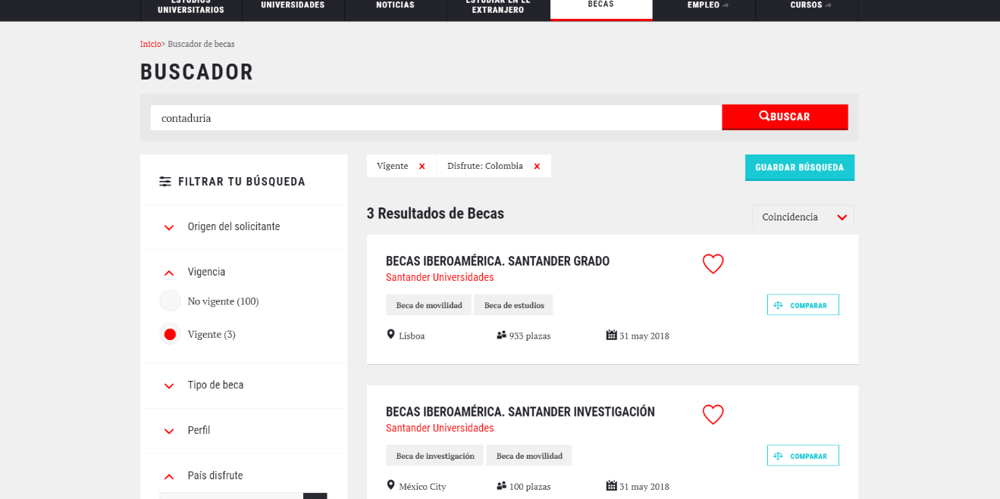 ESTUDIOS
UNIVERSITARIOS
UNIVERSIDADES
NOTICIAS
ESTUDIAR EN EL
EXTRANJERO
BECAS
EMPLEO
CURSOS
Inicio> Buscador de becas
BUSCADOR
contaduria
BUSCAR
FILTRAR TU BÚSQUEDA
Origen del solicitante
Vigencia
No vigente (100)
Vigente (3)
Tipo de beca
Perfil
País disfrute
Vigente
Disfrute: Colombia
GUARDAR BÚSQUEDA
3 Resultados de Becas
Coincidencia
BECAS IBEROAMÉRICA. SANTANDER GRADO
Santander Universidades
Beca de movilidad
Beca de estudios
COMPARAR
Lisboa
933 plazas
31 may 2018
BECAS IBEROAMÉRICA. SANTANDER INVESTIGACIÓN
Santander Universidades
Beca de investigación
Beca de movilidad
COMPARAR
México City
100 plazas
31 may 2018